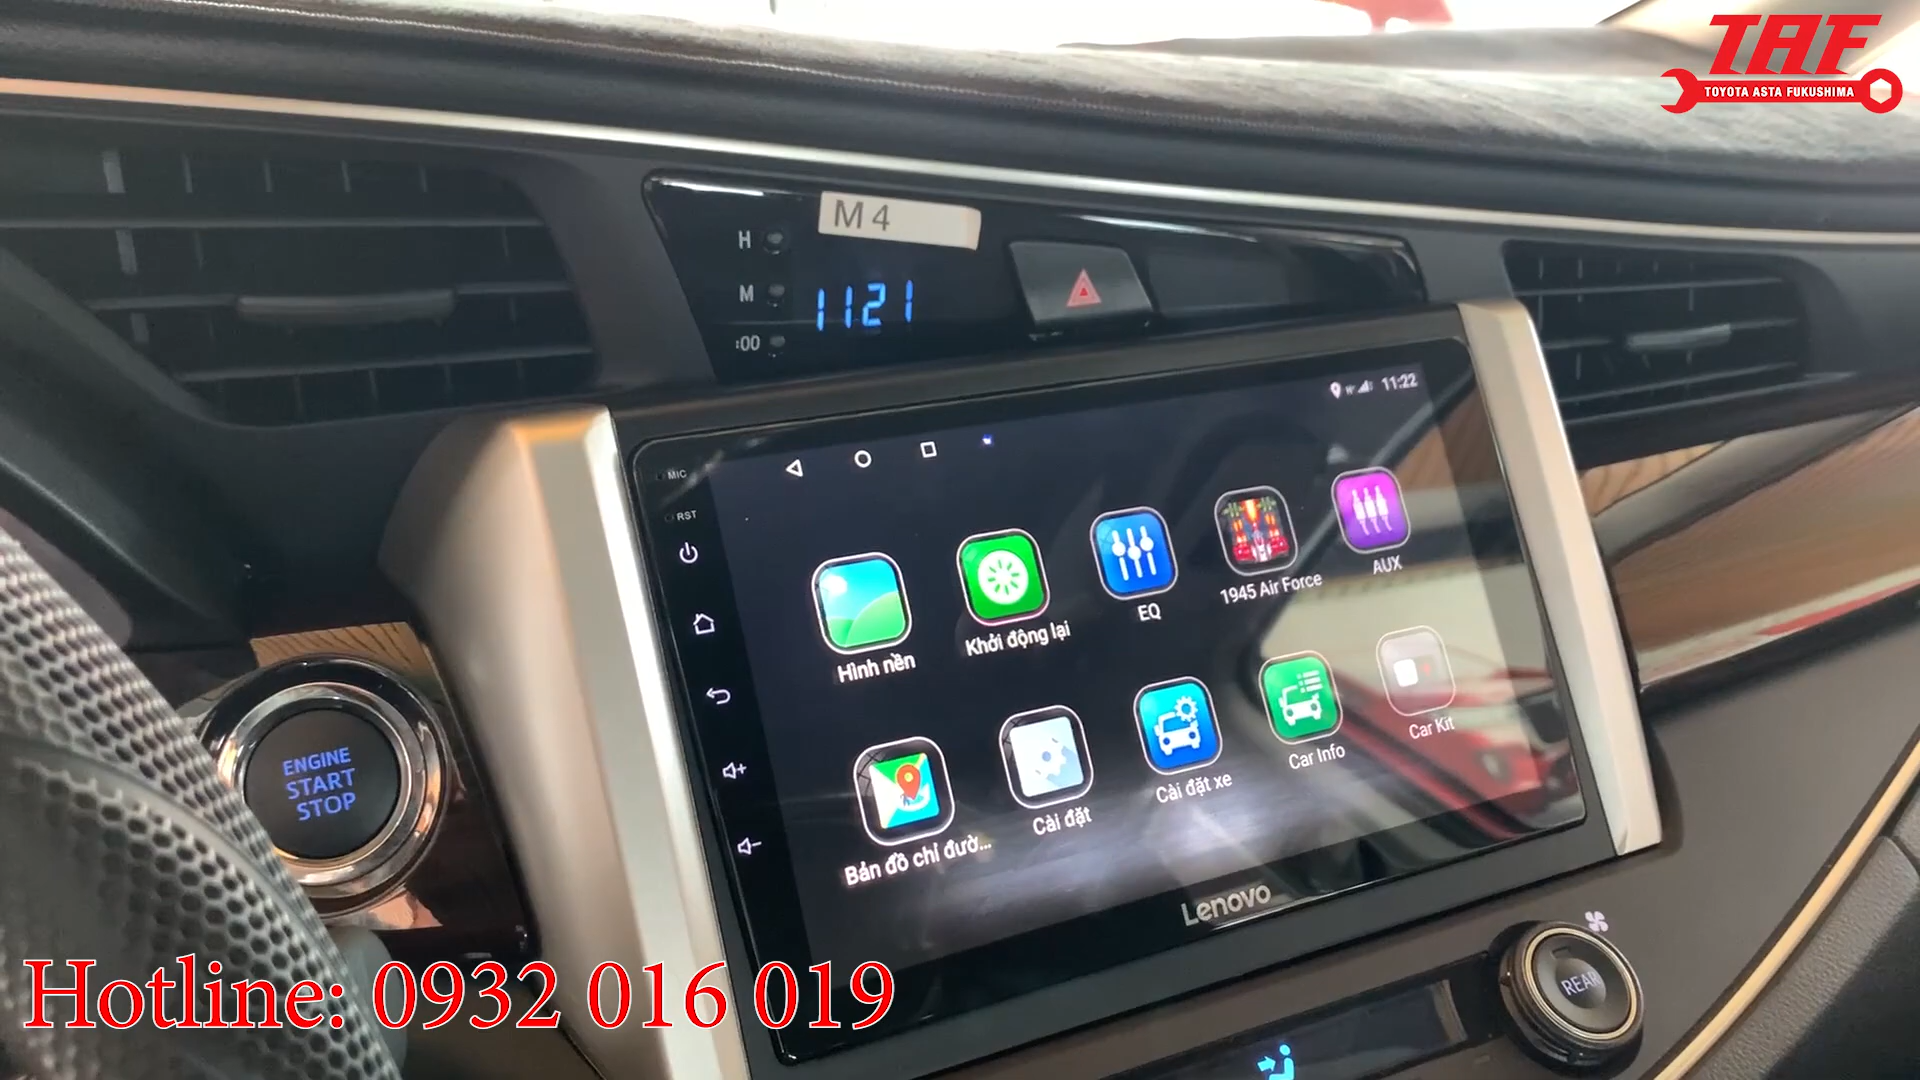 TAF
TOYOTA ASTA FUKUSHIMA
M 4
H
M
:00
1121
11:22
MIC
RST
Hình nền
Khởi động lại
EQ
1945 Air Force
AUX
Bản đồ chỉ đườ...
Cài đặt
Cài đặt xe
Car Info
Car Kit
Lenovo
ENGINE
START
STOP
REAR
Hotline: 0932 016 019